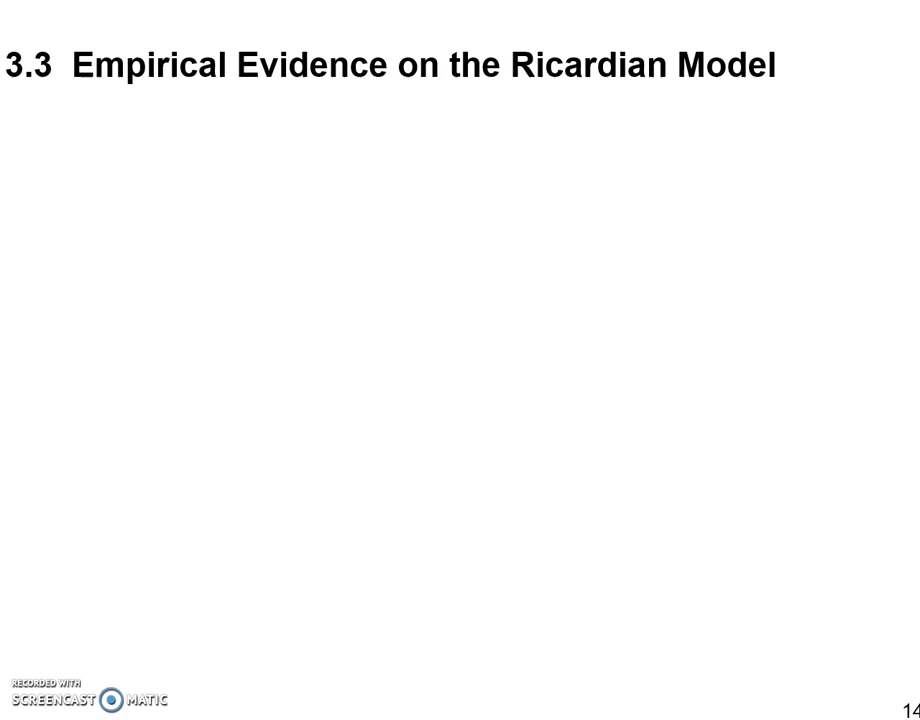 3.3 Empirical Evidence on the Ricardian Model
RECORDED WITH
SCREENCAST MATIC
14